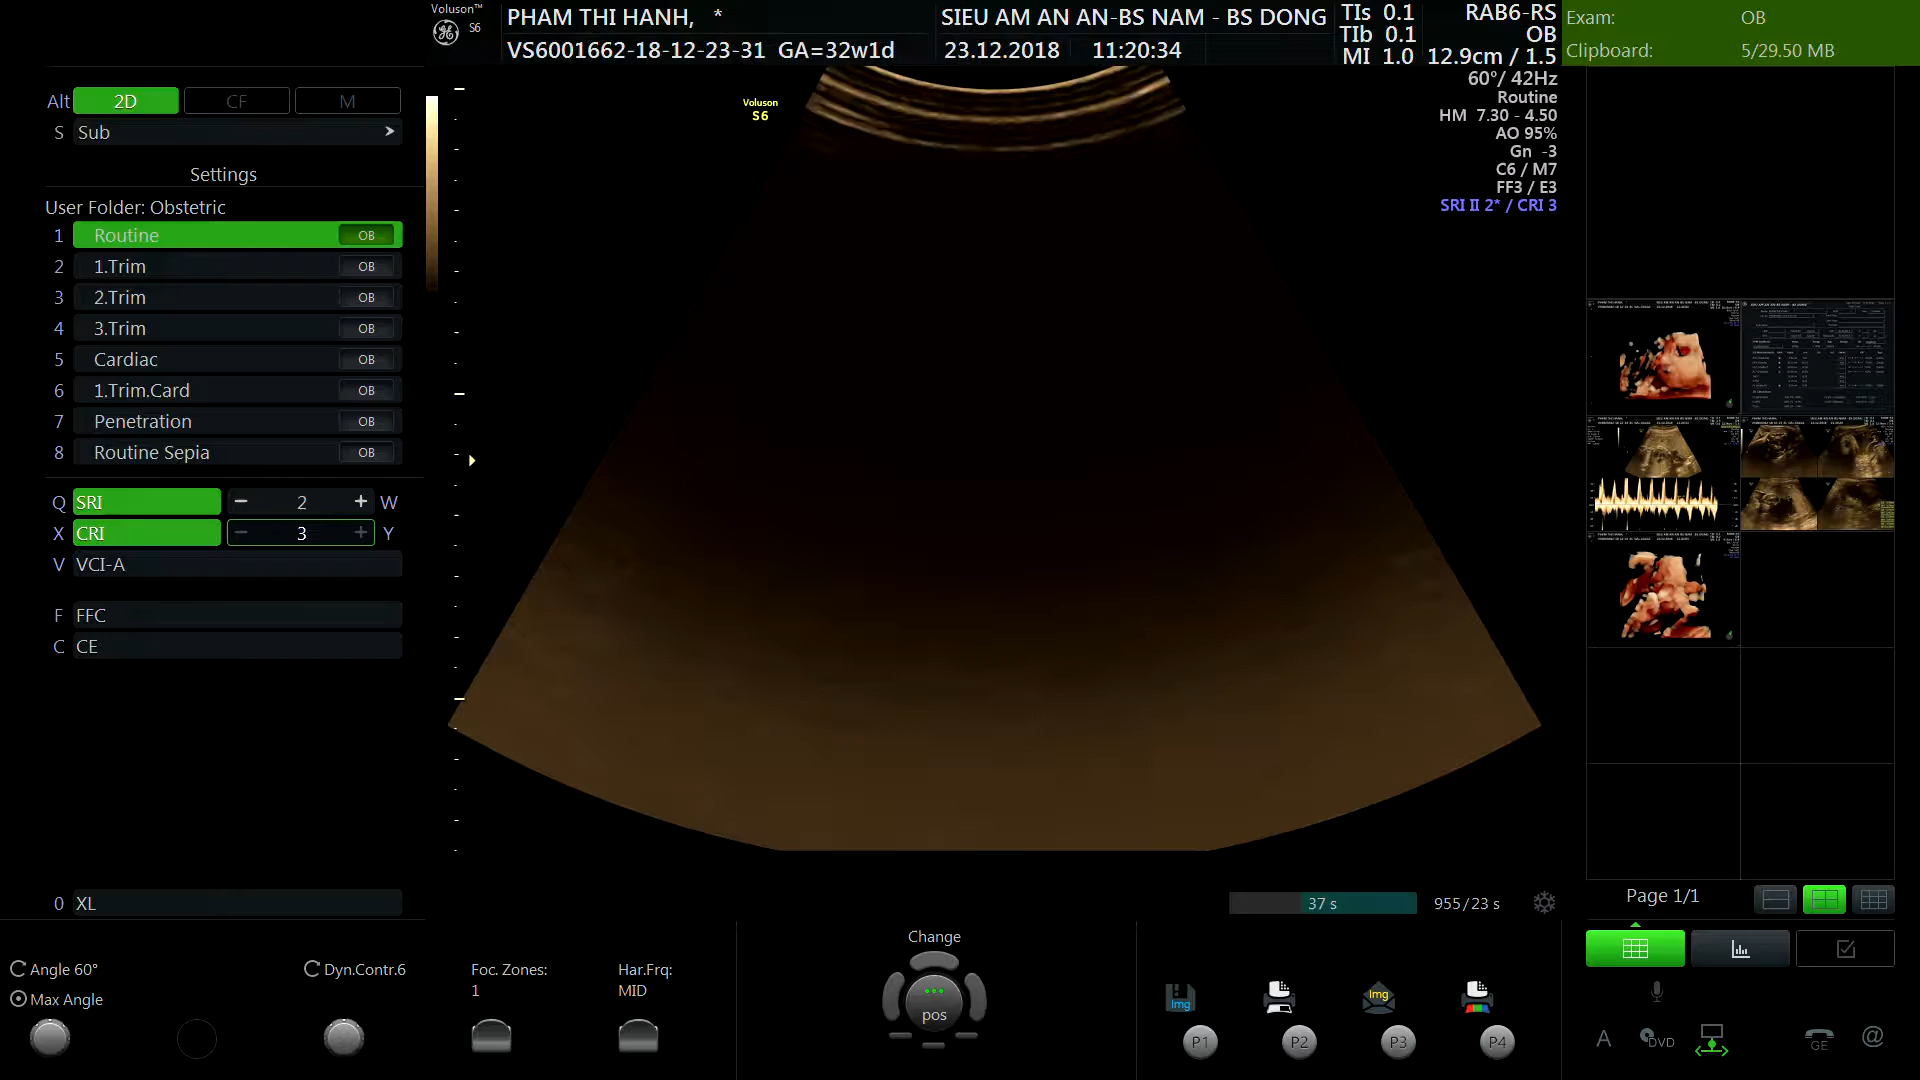 Voluson™
S6
PHAM THI HANH, *
VS6001662-18-12-23-31 GA=32w1d
SIEU AM AN AN-BS NAM - BS DONG
23.12.2018 11:20:34
TIs 0.1
TIb 0.1
MI 1.0
RAB6-RS
OB
12.9cm / 1.5
60°/ 42Hz
Routine
HM 7.30 - 4.50
AO 95%
Gn -3
C6 / M7
FF3 / E3
SRI II 2* / CRI 3
Exam: OB
Clipboard: 5/29.50 MB
Alt 2D CF M
S Sub >
Settings
User Folder: Obstetric
1 Routine OB
2 1.Trim OB
3 2.Trim OB
4 3.Trim OB
5 Cardiac OB
6 1.Trim.Card OB
7 Penetration OB
8 Routine Sepia OB
Q SRI − 2 + W
X CRI − 3 + Y
V VCI-A
F FFC
C CE
0 XL
Voluson
S6
37 s
955/23 s
Page 1/1
Angle 60°
Max Angle
Dyn.Contr.6
Foc. Zones:
1
Har.Frq:
MID
Change
pos
Img
Img
P1 P2 P3 P4
A DVD GE @